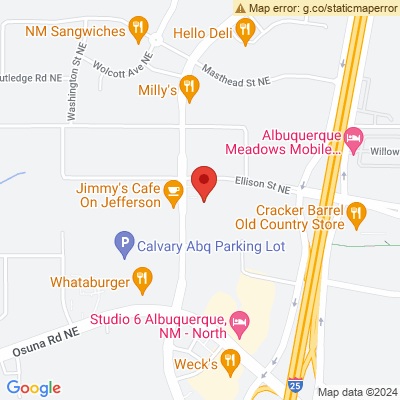 Map error: g.co/staticmaperror
NM Sangwiches
Hello Deli
Washington St NE
Wolcott Ave NE
Masthead St NE
utledge Rd NE
Milly's
Albuquerque
Meadows Mobile...
Willow
Ellison St NE
Jimmy's Cafe
On Jefferson
Cracker Barrel
Old Country Store
P
Calvary Abq Parking Lot
Whataburger
Studio 6 Albuquerque,
NM - North
Osuna Rd NE
Weck's
25
Google
Map data ©2024